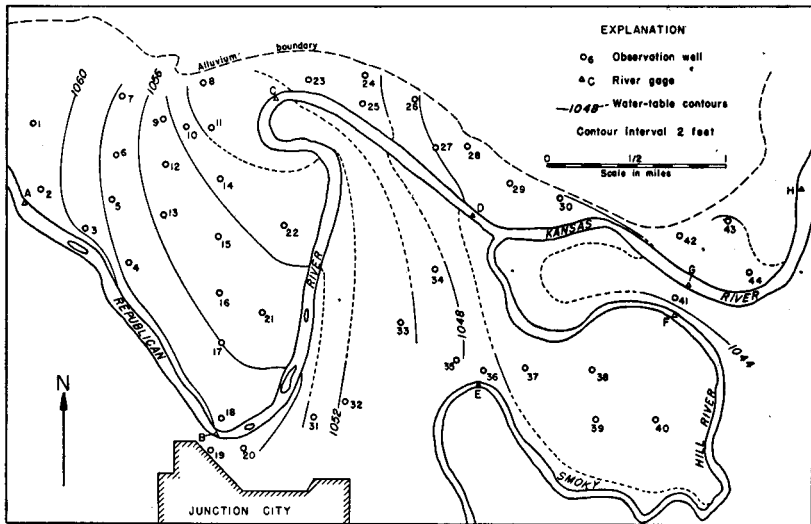 EXPLANATION
6 Observation well
C River gage
1048 Water-table contours
Contour interval 2 feet
0 1/2 1
Scale in miles
Alluvium boundary
1060
1056
8
23
24
7
C
25
26
1
9
10
11
27
28
6
12
14
29
30
H
A
2
5
13
D
43
3
15
22
KANSAS
42
4
RIVER
34
G
44
16
21
41
RIVER
REPUBLICAN
33
1048
F
17
1044
35
36
37
38
1052
32
E
18
31
39
40
HILL RIVER
B
19
20
SMOKY
N
JUNCTION CITY